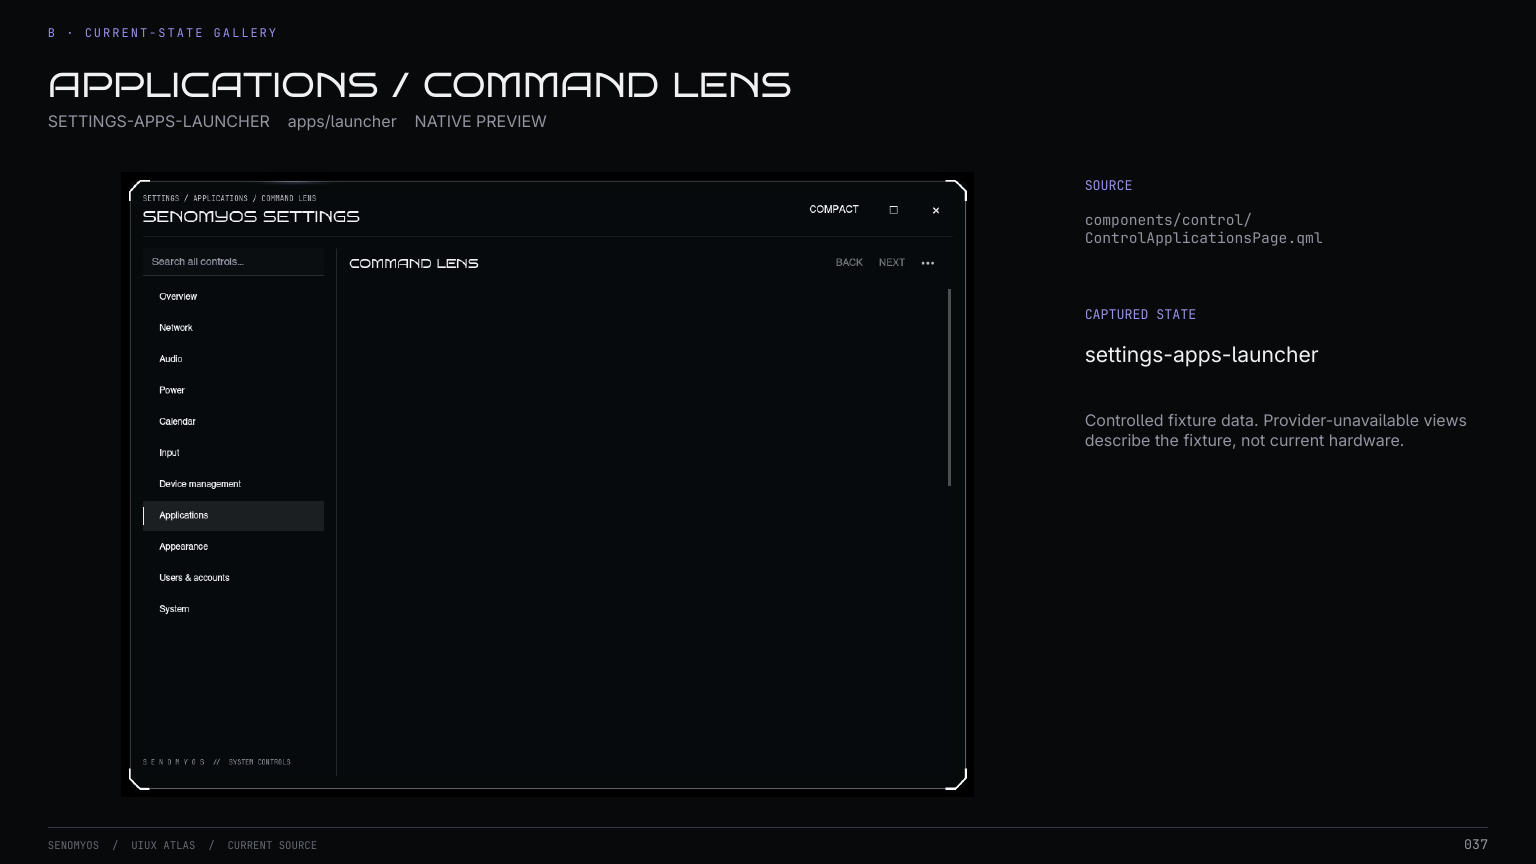 B · CURRENT-STATE GALLERY
APPLICATIONS / COMMAND LENS
SETTINGS-APPS-LAUNCHER apps/launcher NATIVE PREVIEW
SETTINGS / APPLICATIONS / COMMAND LENS
SENOMYOS SETTINGS
COMPACT □ ×
Search all controls...
COMMAND LENS
BACK NEXT •••
Overview
Network
Audio
Power
Calendar
Input
Device management
Applications
Appearance
Users & accounts
System
SENOMYOS // SYSTEM CONTROLS
SOURCE
components/control/
ControlApplicationsPage.qml
CAPTURED STATE
settings-apps-launcher
Controlled fixture data. Provider-unavailable views
describe the fixture, not current hardware.
SENOMYOS / UIUX ATLAS / CURRENT SOURCE
037